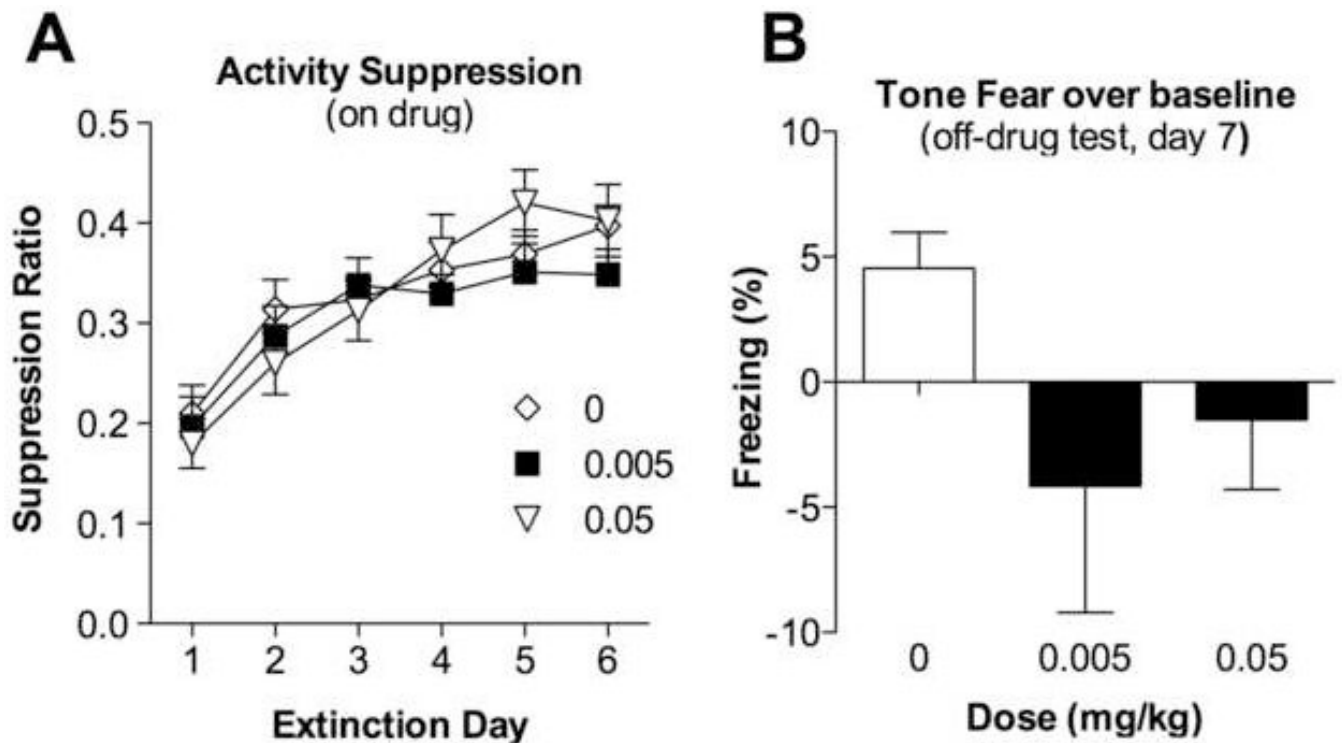 A
Activity Suppression
(on drug)
Suppression Ratio
0.5
0.4
0.3
0.2
0.1
0.0
0
0.005
0.05
1 2 3 4 5 6
Extinction Day
B
Tone Fear over baseline
(off-drug test, day 7)
Freezing (%)
10
5
0
-5
-10
0 0.005 0.05
Dose (mg/kg)